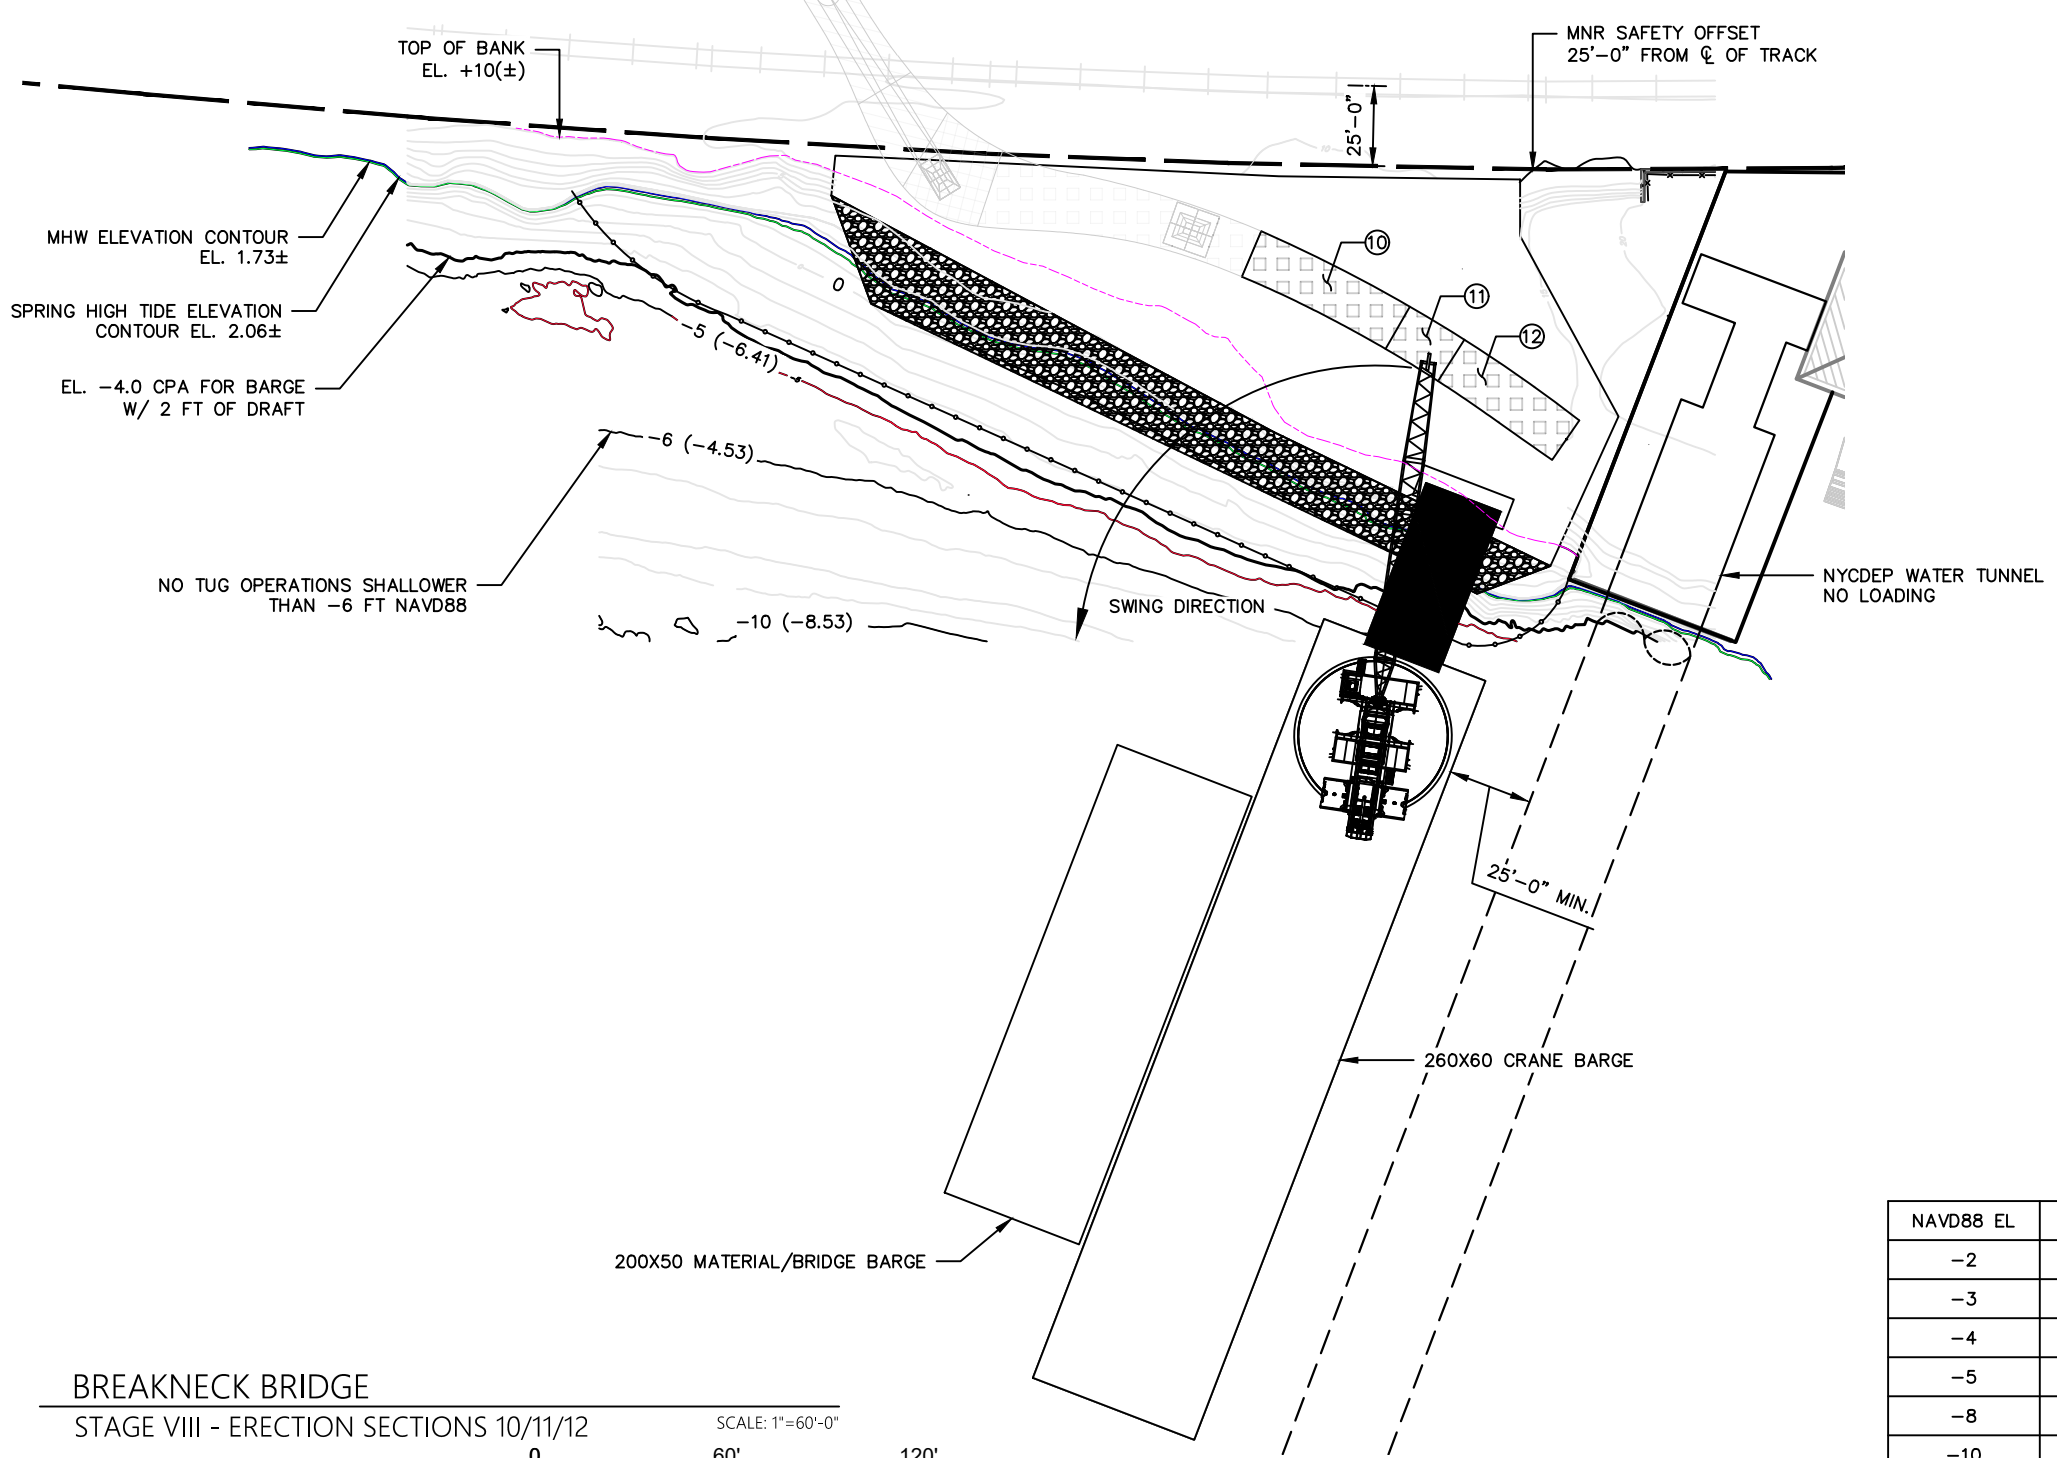 TOP OF BANK
EL. +10(±)
MNR SAFETY OFFSET
25'-0" FROM ℄ OF TRACK
25'-0"
MHW ELEVATION CONTOUR
EL. 1.73±
SPRING HIGH TIDE ELEVATION
CONTOUR EL. 2.06±
EL. -4.0 CPA FOR BARGE
W/ 2 FT OF DRAFT
10
11
12
0
-5 (-6.41)
-6 (-4.53)
NO TUG OPERATIONS SHALLOWER
THAN -6 FT NAVD88
-10 (-8.53)
SWING DIRECTION
NYCDEP WATER TUNNEL
NO LOADING
25'-0" MIN.
260X60 CRANE BARGE
200X50 MATERIAL/BRIDGE BARGE
NAVD88 EL
-2
-3
-4
-5
-8
-10
BREAKNECK BRIDGE
STAGE VIII - ERECTION SECTIONS 10/11/12
SCALE: 1"=60'-0"
0 60' 120'